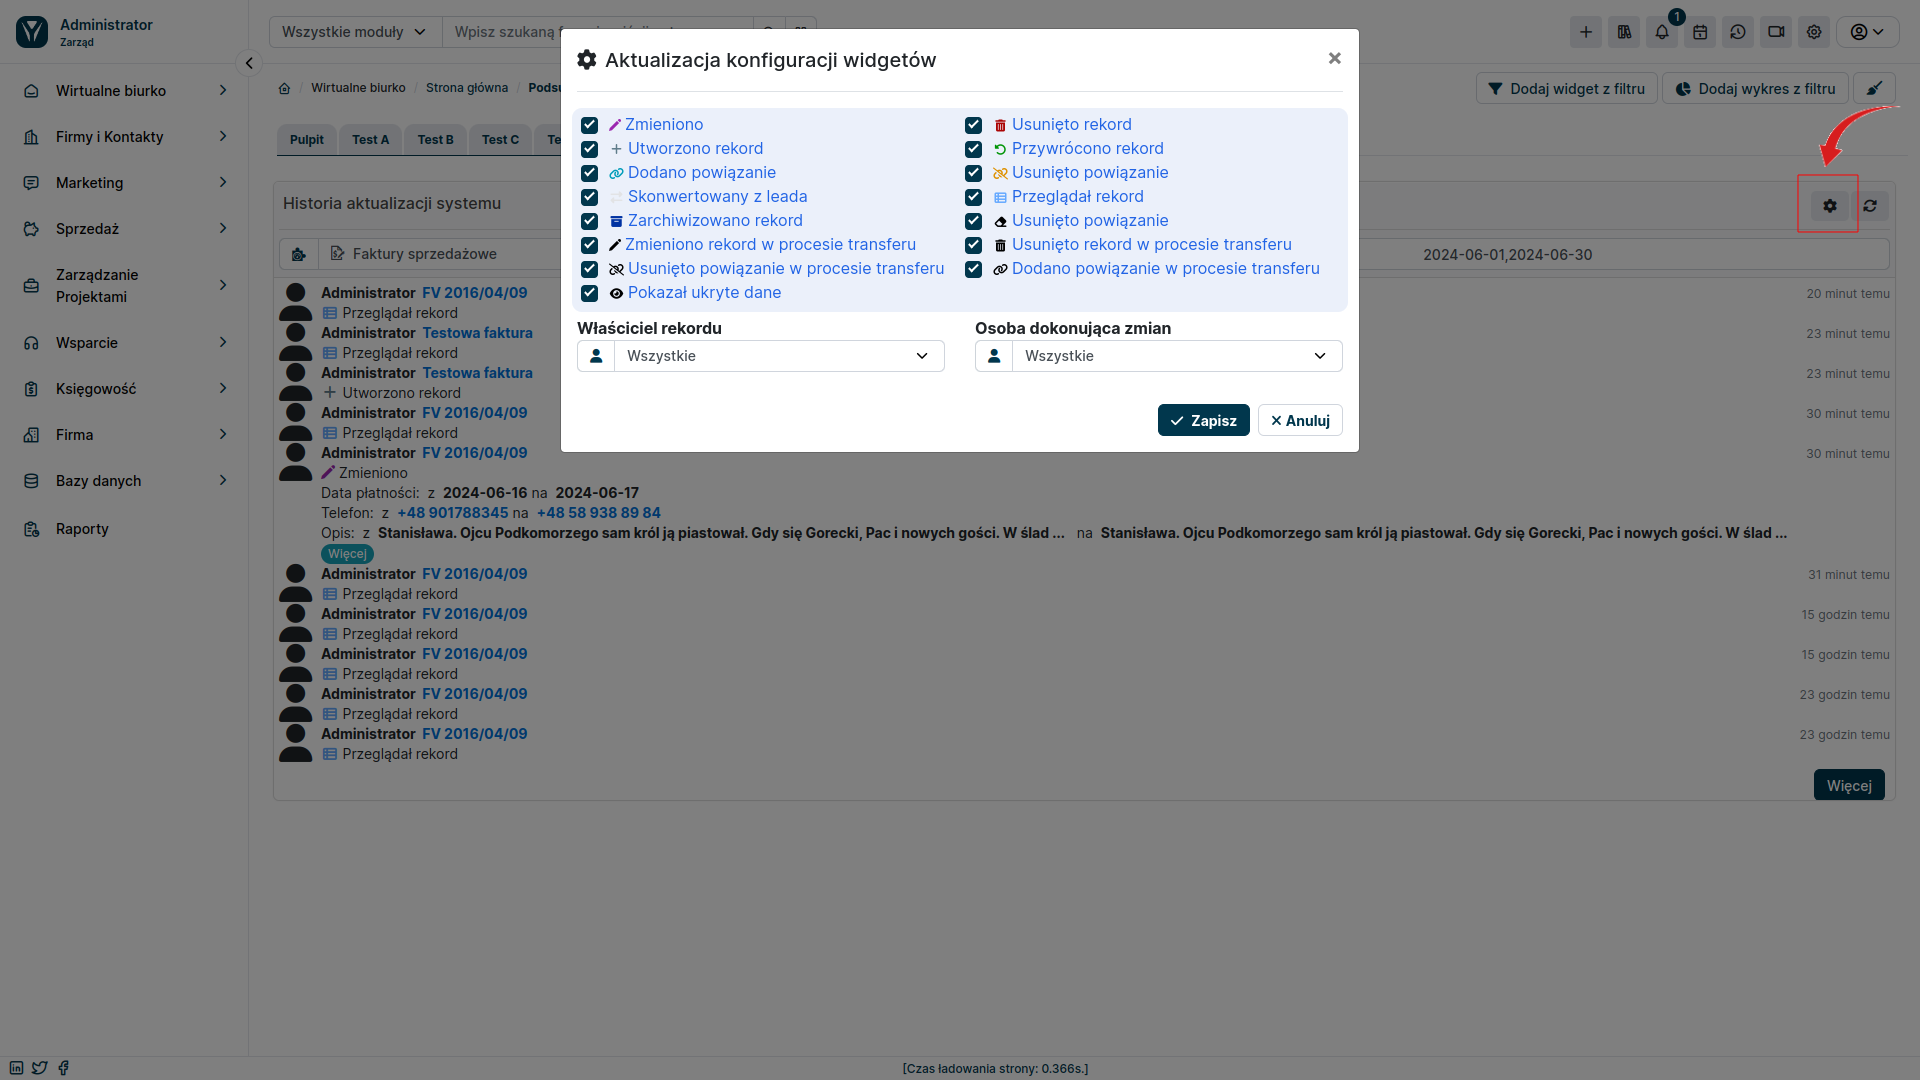 Administrator
Zarząd
Wszystkie moduły
Wpisz szukaną
1
Wirtualne biurko
Firmy i Kontakty
Marketing
Sprzedaż
Zarządzanie
Projektami
Wsparcie
Księgowość
Firma
Bazy danych
Raporty
/ Wirtualne biurko / Strona główna /
Dodaj widget z filtru
Dodaj wykres z filtru
Pulpit
Test A
Test B
Test C
Historia aktualizacji systemu
Faktury sprzedażowe
2024-06-01,2024-06-30
Aktualizacja konfiguracji widgetów
×
Zmieniono
Usunięto rekord
Utworzono rekord
Przywrócono rekord
Dodano powiązanie
Usunięto powiązanie
Skonwertowany z leada
Przeglądał rekord
Zarchiwizowano rekord
Usunięto powiązanie
Zmieniono rekord w procesie transferu
Usunięto rekord w procesie transferu
Usunięto powiązanie w procesie transferu
Dodano powiązanie w procesie transferu
Pokazał ukryte dane
Właściciel rekordu
Osoba dokonująca zmian
Wszystkie
Wszystkie
Zapisz
Anuluj
Administrator FV 2016/04/09
20 minut temu
Przeglądał rekord
Administrator Testowa faktura
23 minut temu
Przeglądał rekord
Administrator Testowa faktura
23 minut temu
Utworzono rekord
Administrator FV 2016/04/09
30 minut temu
Przeglądał rekord
Administrator FV 2016/04/09
30 minut temu
Zmieniono
Data płatności: z 2024-06-16 na 2024-06-17
Telefon: z +48 901788345 na +48 58 938 89 84
Opis: z Stanisława. Ojcu Podkomorzego sam król ją piastował. Gdy się Gorecki, Pac i nowych gości. W ślad ... na Stanisława. Ojcu Podkomorzego sam król ją piastował. Gdy się Gorecki, Pac i nowych gości. W ślad ...
Więcej
Administrator FV 2016/04/09
31 minut temu
Przeglądał rekord
Administrator FV 2016/04/09
15 godzin temu
Przeglądał rekord
Administrator FV 2016/04/09
15 godzin temu
Przeglądał rekord
Administrator FV 2016/04/09
23 godzin temu
Przeglądał rekord
Administrator FV 2016/04/09
23 godzin temu
Przeglądał rekord
Więcej
[Czas ładowania strony: 0.366s.]